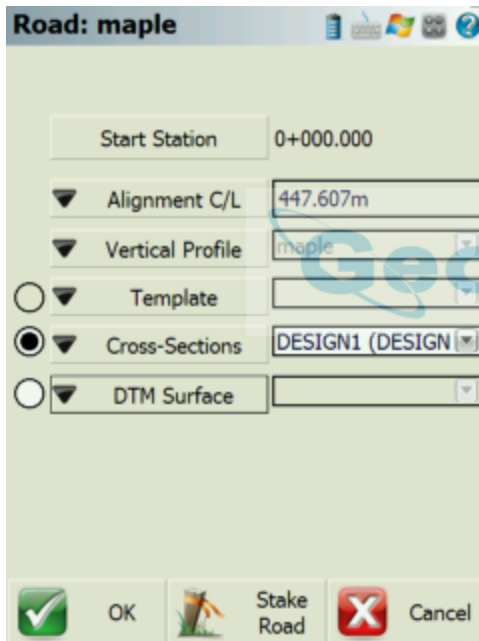 Road: maple
Start Station 0+000.000
Alignment C/L 447.607m
Vertical Profile maple
Template
Cross-Sections DESIGN1 (DESIGN
DTM Surface
Geo
OK Stake Road Cancel